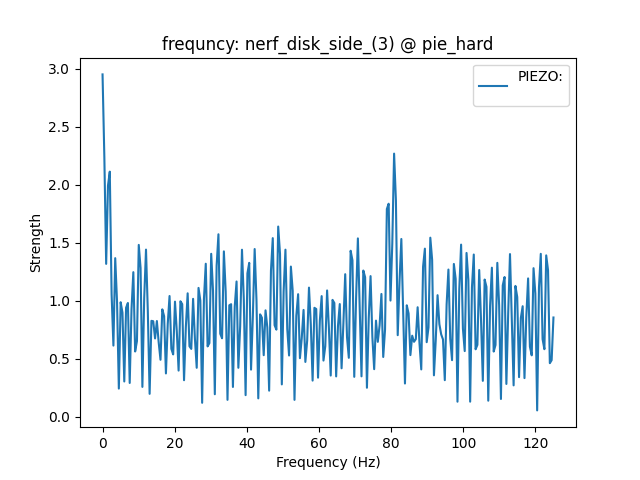 frequncy: nerf_disk_side_(3) @ pie_hard
PIEZO:
3.0
2.5
2.0
1.5
1.0
0.5
0.0
Strength
0 20 40 60 80 100 120
Frequency (Hz)